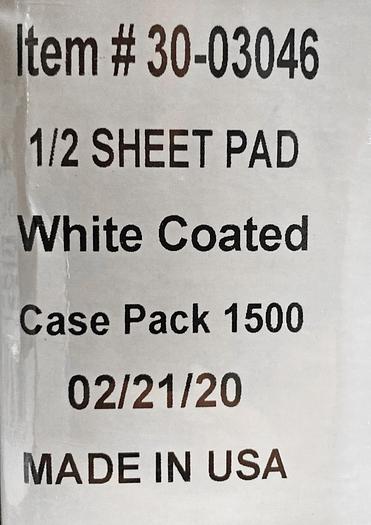 Item # 30-03046
1/2 SHEET PAD
White Coated
Case Pack 1500
02/21/20
MADE IN USA